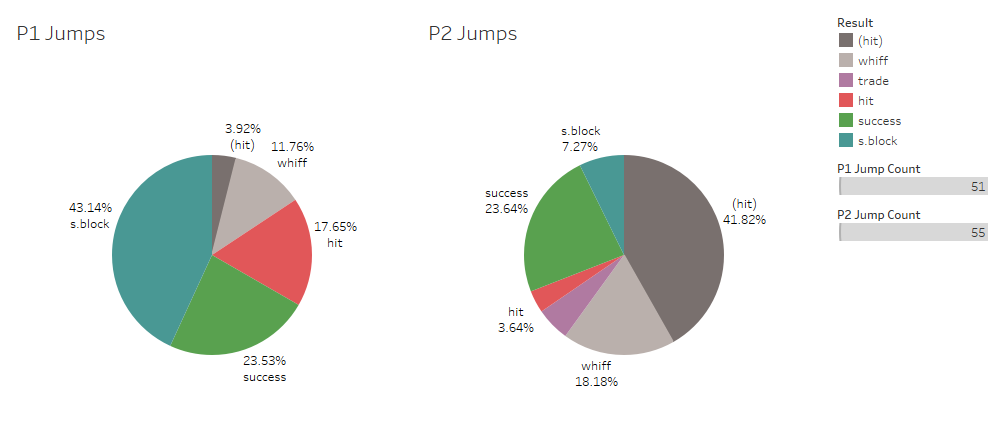 P1 Jumps
P2 Jumps
3.92%
(hit)
11.76%
whiff
17.65%
hit
23.53%
success
43.14%
s.block
s.block
7.27%
success
23.64%
(hit)
41.82%
hit
3.64%
whiff
18.18%
Result
(hit)
whiff
trade
hit
success
s.block
P1 Jump Count
51
P2 Jump Count
55